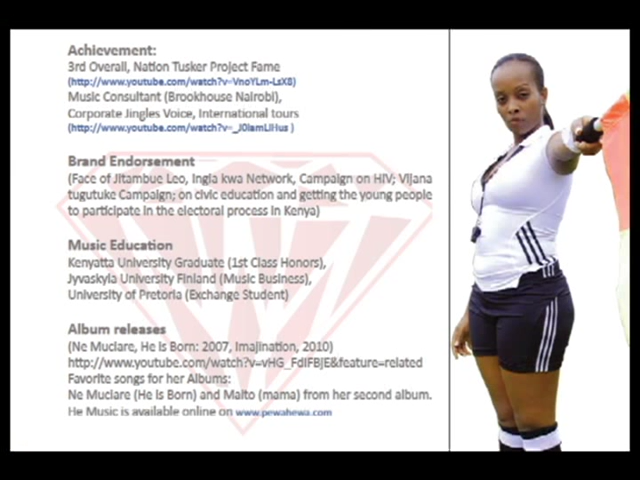 Achievement:
3rd Overall, Nation Tusker Project Fame
(http://www.youtube.com/watch?v=VnoYLm-LsX8)
Music Consultant (Brookhouse Nairobi),
Corporate Jingles Voice, International tours
(http://www.youtube.com/watch?v=_J0iamLlHus )
Brand Endorsement
(Face of Jitambue Leo, Ingia kwa Network, Campaign on HIV; Vijana
tugutuke Campaign; on civic education and getting the young people
to participate in the electoral process in Kenya)
Music Education
Kenyatta University Graduate (1st Class Honors),
Jyvaskyla University Finland (Music Business),
University of Pretoria (Exchange Student)
Album releases
(Ne Muciare, He is Born: 2007, Imajination, 2010)
http://www.youtube.com/watch?v=vHG_FdIFBJE&feature=related
Favorite songs for her Albums:
Ne Muciare (He is Born) and Maito (mama) from her second album.
He Music is available online on www.pewahewa.com